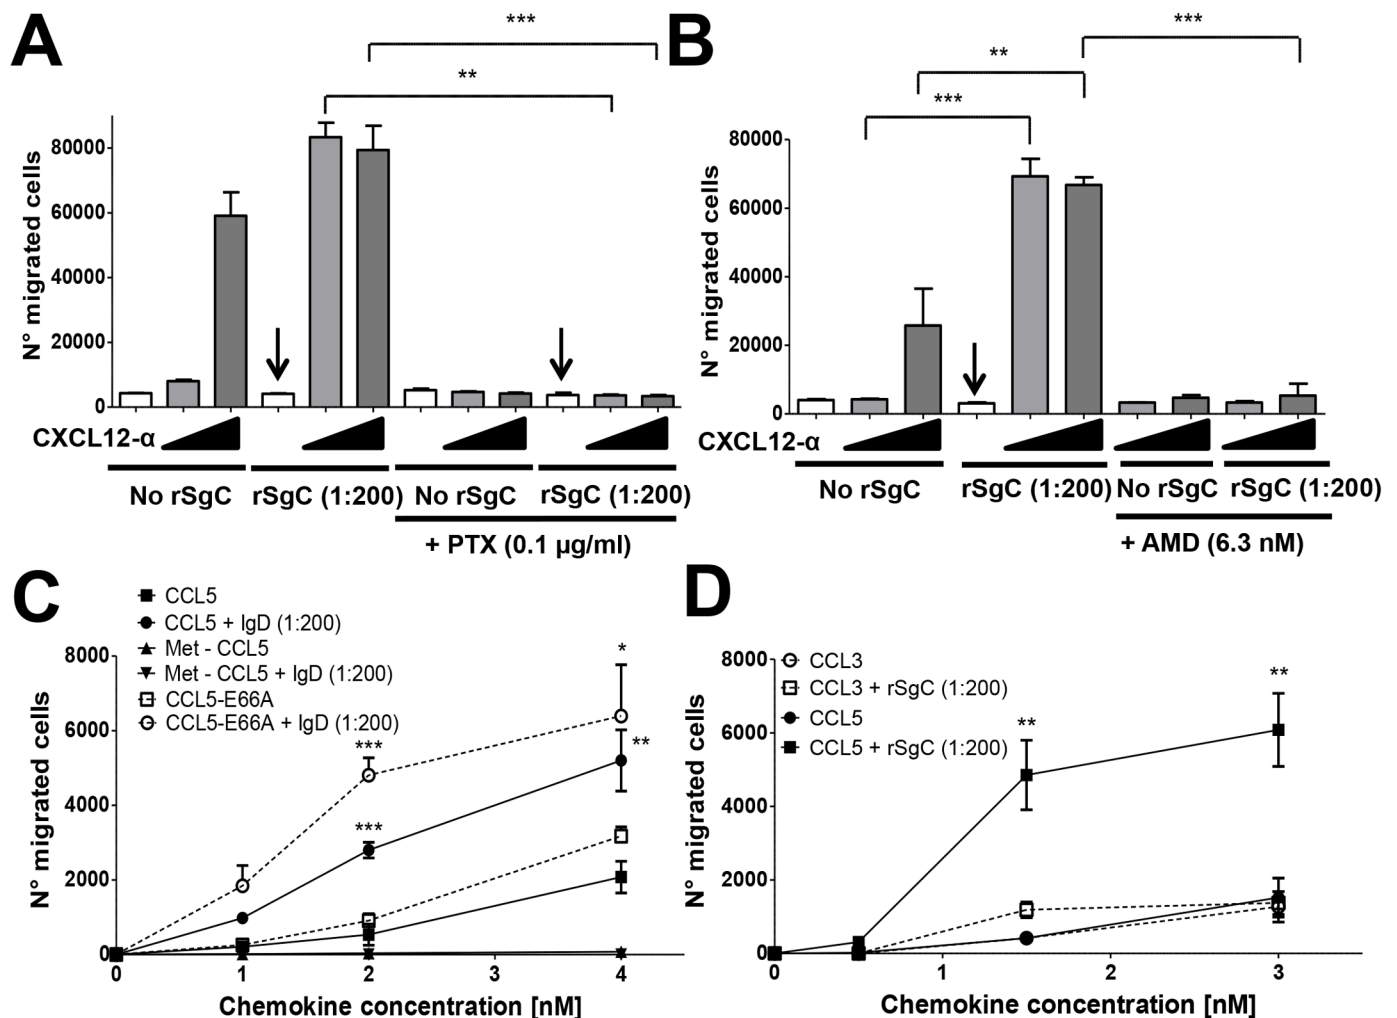 A
***
**
N° migrated cells
80000
60000
40000
20000
0
CXCL12-α
No rSgC
rSgC (1:200)
No rSgC
rSgC (1:200)
+ PTX (0.1 µg/ml)
B
***
**
***
N° migrated cells
80000
60000
40000
20000
0
CXCL12-α
No rSgC
rSgC (1:200)
No rSgC
rSgC (1:200)
+ AMD (6.3 nM)
C
CCL5
CCL5 + IgD (1:200)
Met - CCL5
Met - CCL5 + IgD (1:200)
CCL5-E66A
CCL5-E66A + IgD (1:200)
N° migrated cells
8000
6000
4000
2000
0
*
**
***
***
0
1
2
3
4
Chemokine concentration [nM]
D
CCL3
CCL3 + rSgC (1:200)
CCL5
CCL5 + rSgC (1:200)
N° migrated cells
8000
6000
4000
2000
0
**
**
0
1
2
3
Chemokine concentration [nM]